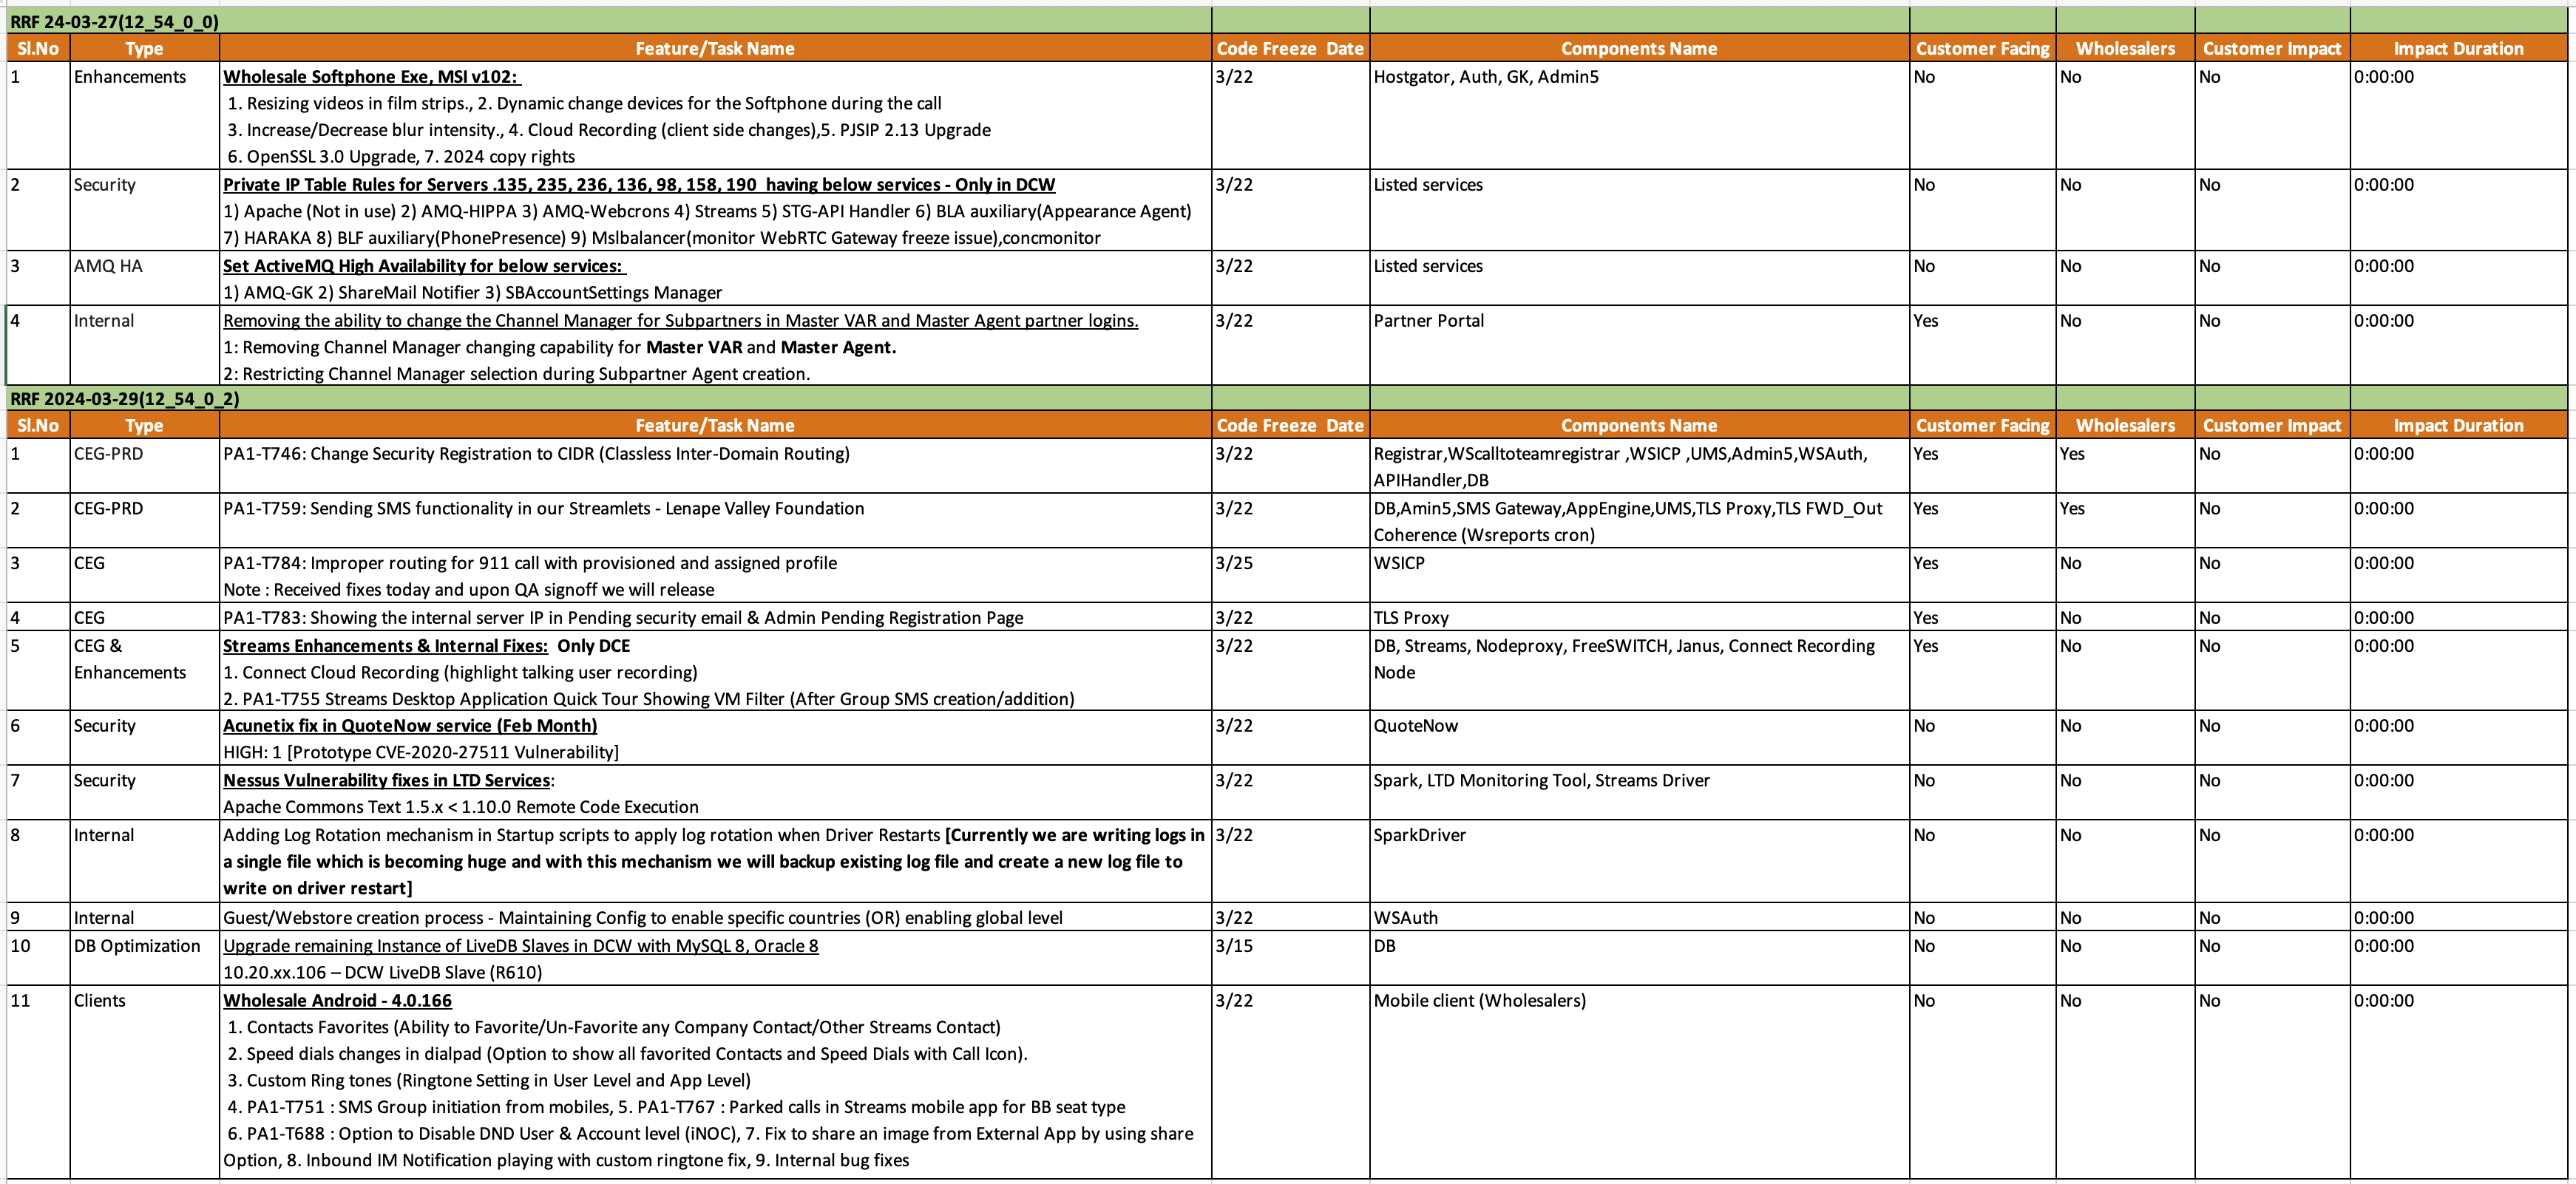 RRF 24-03-27(12_54_0_0)
Sl.No Type Feature/Task Name Code Freeze Date Components Name Customer Facing Wholesalers Customer Impact Impact Duration
1 Enhancements Wholesale Softphone Exe, MSI v102: 3/22 Hostgator, Auth, GK, Admin5 No No No 0:00:00
1. Resizing videos in film strips., 2. Dynamic change devices for the Softphone during the call
3. Increase/Decrease blur intensity., 4. Cloud Recording (client side changes),5. PJSIP 2.13 Upgrade
6. OpenSSL 3.0 Upgrade, 7. 2024 copy rights
2 Security Private IP Table Rules for Servers .135, 235, 236, 136, 98, 158, 190 having below services - Only in DCW 3/22 Listed services No No No 0:00:00
1) Apache (Not in use) 2) AMQ-HIPPA 3) AMQ-Webcrons 4) Streams 5) STG-API Handler 6) BLA auxiliary(Appearance Agent)
7) HARAKA 8) BLF auxiliary(PhonePresence) 9) Mslbalancer(monitor WebRTC Gateway freeze issue),concmonitor
3 AMQ HA Set ActiveMQ High Availability for below services: 3/22 Listed services No No No 0:00:00
1) AMQ-GK 2) ShareMail Notifier 3) SBAccountSettings Manager
4 Internal Removing the ability to change the Channel Manager for Subpartners in Master VAR and Master Agent partner logins. 3/22 Partner Portal Yes No No 0:00:00
1: Removing Channel Manager changing capability for Master VAR and Master Agent.
2: Restricting Channel Manager selection during Subpartner Agent creation.
RRF 2024-03-29(12_54_0_2)
Sl.No Type Feature/Task Name Code Freeze Date Components Name Customer Facing Wholesalers Customer Impact Impact Duration
1 CEG-PRD PA1-T746: Change Security Registration to CIDR (Classless Inter-Domain Routing) 3/22 Registrar,WScalltoteamregistrar ,WSICP ,UMS,Admin5,WSAuth, Yes Yes No 0:00:00
APIHandler,DB
2 CEG-PRD PA1-T759: Sending SMS functionality in our Streamlets - Lenape Valley Foundation 3/22 DB,Amin5,SMS Gateway,AppEngine,UMS,TLS Proxy,TLS FWD_Out Yes Yes No 0:00:00
Coherence (Wsreports cron)
3 CEG PA1-T784: Improper routing for 911 call with provisioned and assigned profile 3/25 WSICP Yes No No 0:00:00
Note : Received fixes today and upon QA signoff we will release
4 CEG PA1-T783: Showing the internal server IP in Pending security email & Admin Pending Registration Page 3/22 TLS Proxy Yes No No 0:00:00
5 CEG & Streams Enhancements & Internal Fixes: Only DCE 3/22 DB, Streams, Nodeproxy, FreeSWITCH, Janus, Connect Recording Yes No No 0:00:00
Enhancements 1. Connect Cloud Recording (highlight talking user recording) Node
2. PA1-T755 Streams Desktop Application Quick Tour Showing VM Filter (After Group SMS creation/addition)
6 Security Acunetix fix in QuoteNow service (Feb Month) 3/22 QuoteNow No No No 0:00:00
HIGH: 1 [Prototype CVE-2020-27511 Vulnerability]
7 Security Nessus Vulnerability fixes in LTD Services: 3/22 Spark, LTD Monitoring Tool, Streams Driver No No No 0:00:00
Apache Commons Text 1.5.x < 1.10.0 Remote Code Execution
8 Internal Adding Log Rotation mechanism in Startup scripts to apply log rotation when Driver Restarts [Currently we are writing logs in 3/22 SparkDriver No No No 0:00:00
a single file which is becoming huge and with this mechanism we will backup existing log file and create a new log file to
write on driver restart]
9 Internal Guest/Webstore creation process - Maintaining Config to enable specific countries (OR) enabling global level 3/22 WSAuth No No No 0:00:00
10 DB Optimization Upgrade remaining Instance of LiveDB Slaves in DCW with MySQL 8, Oracle 8 3/15 DB No No No 0:00:00
10.20.xx.106 – DCW LiveDB Slave (R610)
11 Clients Wholesale Android - 4.0.166 3/22 Mobile client (Wholesalers) No No No 0:00:00
1. Contacts Favorites (Ability to Favorite/Un-Favorite any Company Contact/Other Streams Contact)
2. Speed dials changes in dialpad (Option to show all favorited Contacts and Speed Dials with Call Icon).
3. Custom Ring tones (Ringtone Setting in User Level and App Level)
4. PA1-T751 : SMS Group initiation from mobiles, 5. PA1-T767 : Parked calls in Streams mobile app for BB seat type
6. PA1-T688 : Option to Disable DND User & Account level (iNOC), 7. Fix to share an image from External App by using share
Option, 8. Inbound IM Notification playing with custom ringtone fix, 9. Internal bug fixes